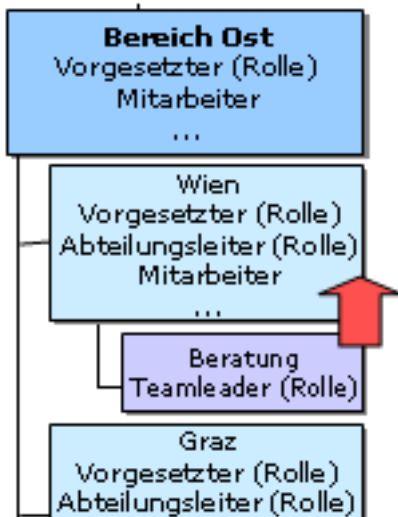 Bereich Ost
Vorgesetzter (Rolle)
Mitarbeiter
...
Wien
Vorgesetzter (Rolle)
Abteilungsleiter (Rolle)
Mitarbeiter
...
Beratung
Teamleader (Rolle)
Graz
Vorgesetzter (Rolle)
Abteilungsleiter (Rolle)